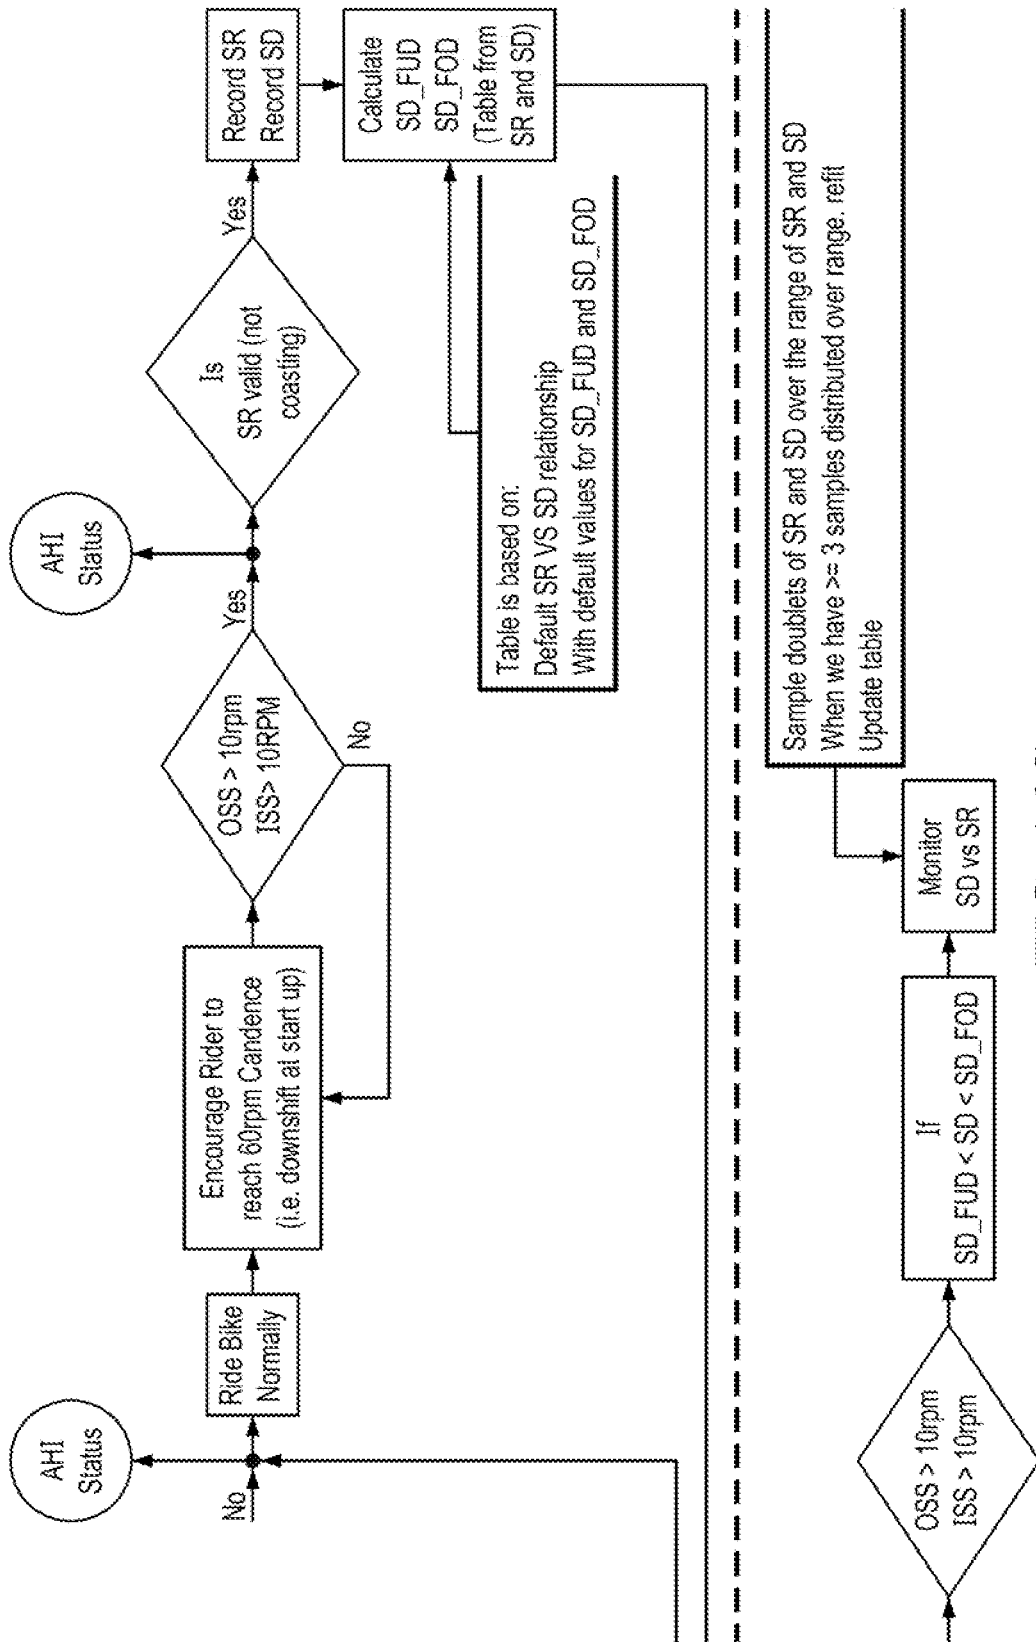 AHI
Status
No
Ride Bike
Normally
Encourage Rider to
reach 60rpm Candence
(i.e. downshift at start up)
OSS > 10rpm
ISS> 10RPM
Yes
No
AHI
Status
Is
SR valid (not
coasting)
Yes
Record SR
Record SD
Calculate
SD_FUD
SD_FOD
(Table from
SR and SD)
Table is based on:
Default SR VS SD relationship
With default values for SD_FUD and SD_FOD
OSS > 10rpm
ISS > 10rpm
If
SD_FUD < SD < SD_FOD
Monitor
SD vs SR
Sample doublets of SR and SD over the range of SR and SD
When we have >= 3 samples distributed over range. refit
Update table